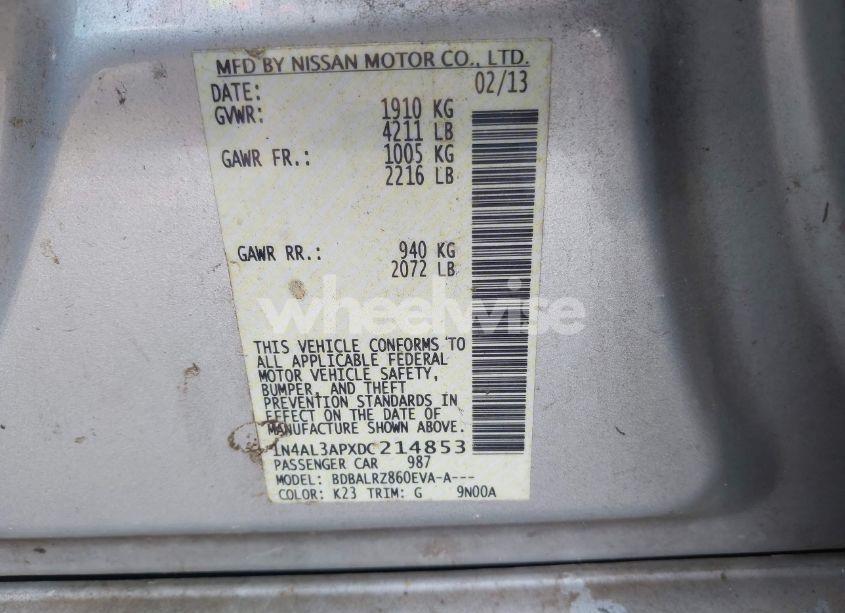 MFD BY NISSAN MOTOR CO., LTD.
DATE: 02/13
GVWR: 1910 KG
4211 LB
GAWR FR.: 1005 KG
2216 LB
GAWR RR.: 940 KG
2072 LB
wheelwise
THIS VEHICLE CONFORMS TO
ALL APPLICABLE FEDERAL
MOTOR VEHICLE SAFETY,
BUMPER, AND THEFT
PREVENTION STANDARDS IN
EFFECT ON THE DATE OF
MANUFACTURE SHOWN ABOVE.
1N4AL3APXDC214853
PASSENGER CAR 987
MODEL: BDBALRZ860EVA-A---
COLOR: K23 TRIM: G 9N00A